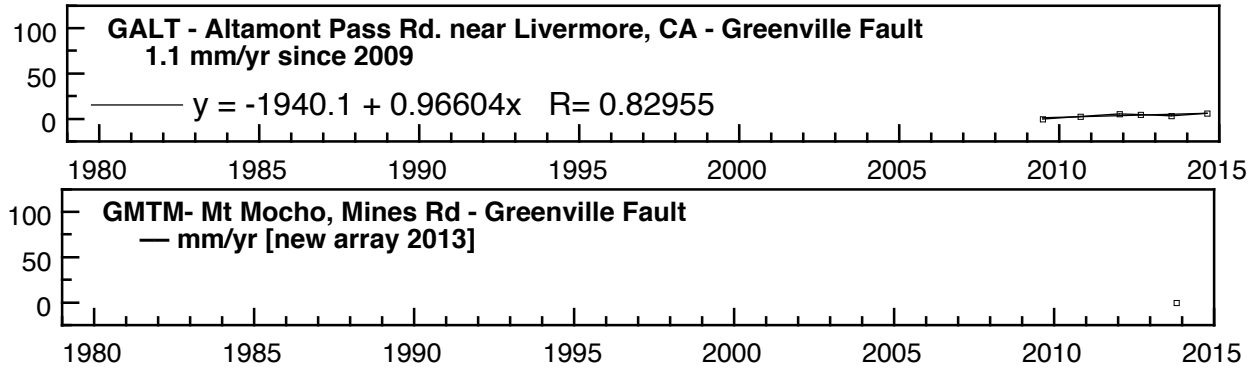 GALT - Altamont Pass Rd. near Livermore, CA - Greenville Fault
1.1 mm/yr since 2009
y = -1940.1 + 0.96604x R= 0.82955
100
50
0
1980 1985 1990 1995 2000 2005 2010 2015
GMTM- Mt Mocho, Mines Rd - Greenville Fault
— mm/yr [new array 2013]
100
50
0
1980 1985 1990 1995 2000 2005 2010 2015